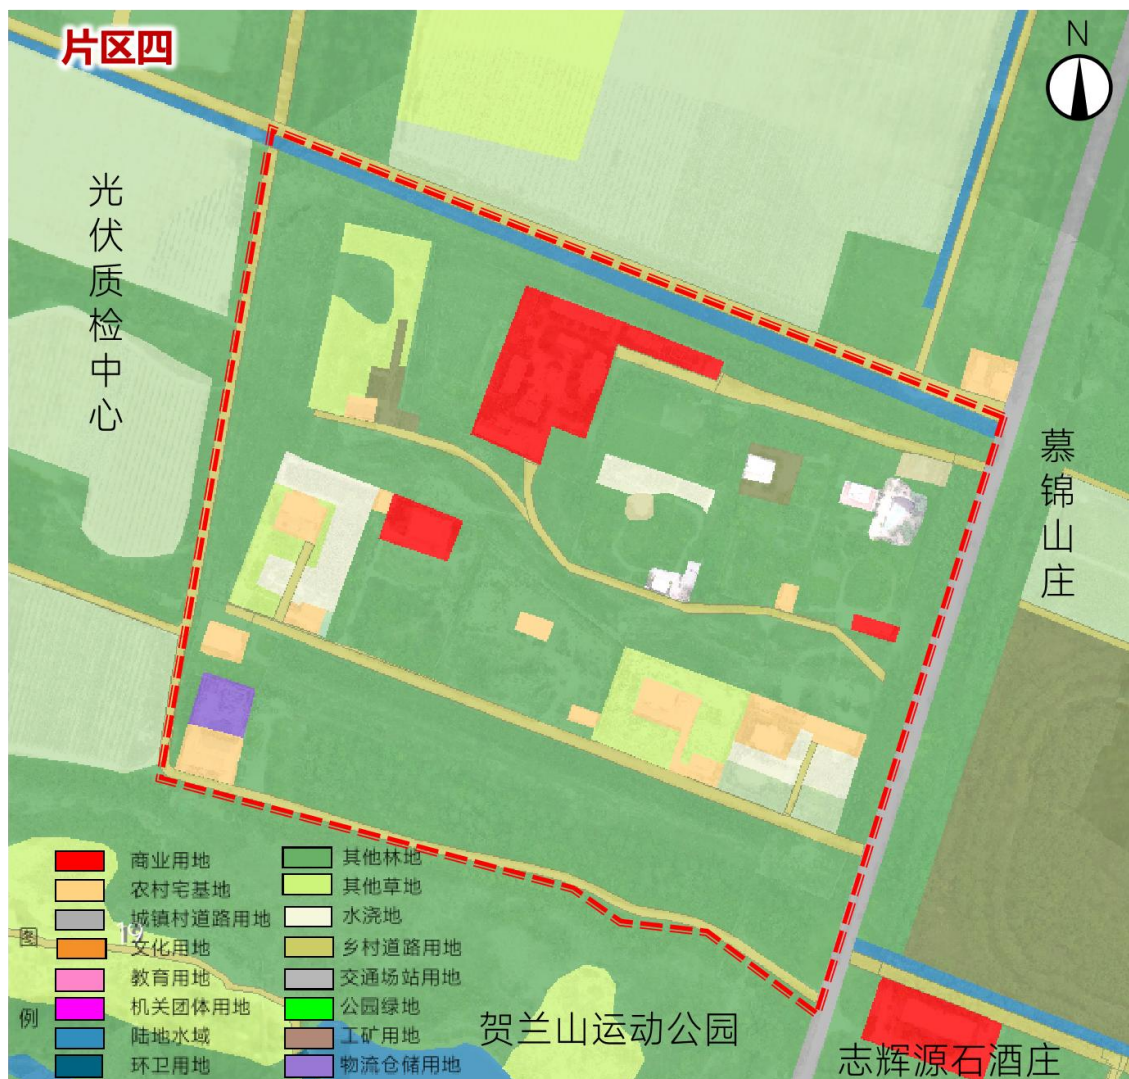 片区四
N
光伏质检中心
慕锦山庄
商业用地
农村宅基地
城镇村道路用地
文化用地
教育用地
机关团体用地
陆地水域
环卫用地
其他林地
其他草地
水浇地
乡村道路用地
交通场站用地
公园绿地
工矿用地
物流仓储用地
图例
19
贺兰山运动公园
志辉源石酒庄